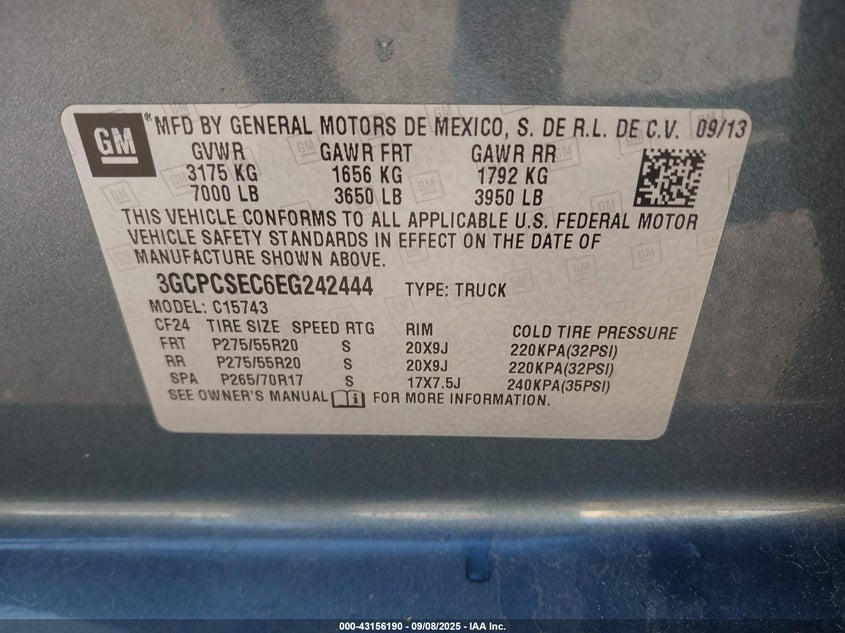 GM ® MFD BY GENERAL MOTORS DE MEXICO, S. DE R.L. DE C.V. 09/13
GVWR GAWR FRT GAWR RR
3175 KG 1656 KG 1792 KG
7000 LB 3650 LB 3950 LB
THIS VEHICLE CONFORMS TO ALL APPLICABLE U.S. FEDERAL MOTOR
VEHICLE SAFETY STANDARDS IN EFFECT ON THE DATE OF
MANUFACTURE SHOWN ABOVE.
3GCPCSEC6EG242444 TYPE: TRUCK
MODEL: C15743
CF24 TIRE SIZE SPEED RTG RIM COLD TIRE PRESSURE
FRT P275/55R20 S 20X9J 220KPA(32PSI)
RR P275/55R20 S 20X9J 220KPA(32PSI)
SPA P265/70R17 S 17X7.5J 240KPA(35PSI)
SEE OWNER'S MANUAL i FOR MORE INFORMATION.
000-43156190 - 09/08/2025 - IAA Inc.